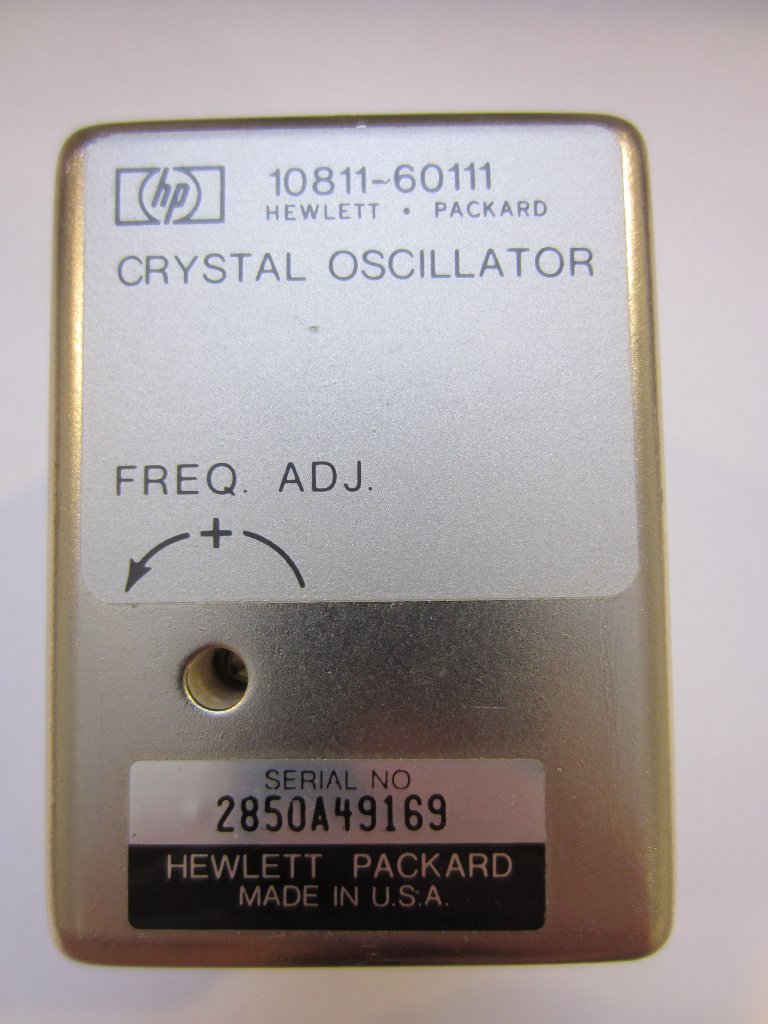 hp 10811-60111
HEWLETT • PACKARD
CRYSTAL OSCILLATOR
FREQ. ADJ.
+
SERIAL NO
2850A49169
HEWLETT PACKARD
MADE IN U.S.A.